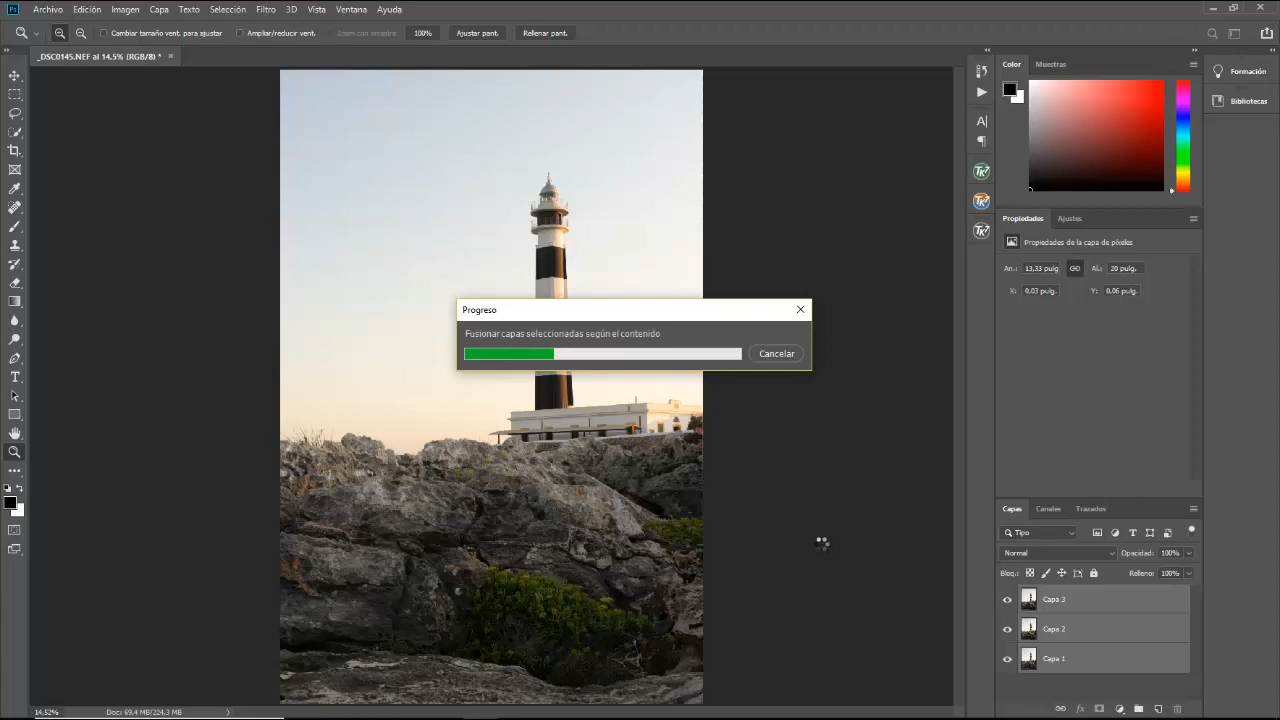 Ps Archivo Edición Imagen Capa Texto Selección Filtro 3D Vista Ventana Ayuda
Cambiar tamaño vent. para ajustar Ampliar/reducir vent. Zoom con arrastre 100% Ajustar pant. Rellenar pant.
_DSC0145.NEF al 14,5% (RGB/8) *
Color Muestras
Formación
Bibliotecas
Propiedades Ajustes
Propiedades de la capa de píxeles
An.: 13,33 pulg. Al.: 20 pulg.
X: 0,03 pulg. Y: 0,06 pulg.
Progreso
Fusionar capas seleccionadas según el contenido
Cancelar
Capas Canales Trazados
Tipo
Normal Opacidad: 100%
Bloq.: Relleno: 100%
Capa 3
Capa 2
Capa 1
14,52% Doc: 69,4 MB/224,3 MB